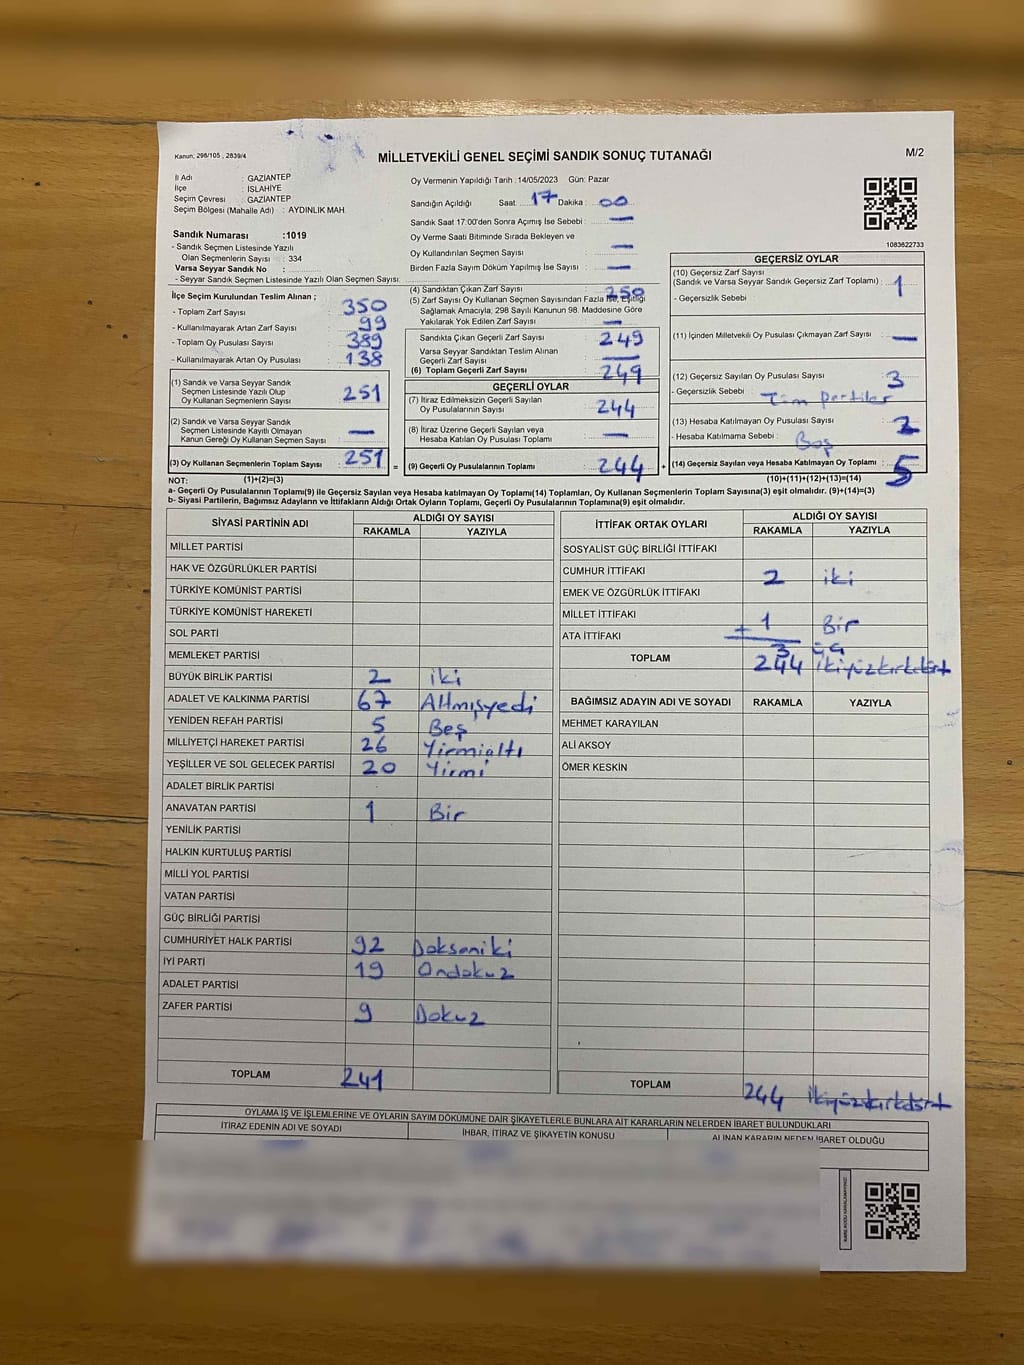 Kanun; 298/105 , 2839/4
MİLLETVEKİLİ GENEL SEÇİMİ SANDIK SONUÇ TUTANAĞI
M/2
İl Adı : GAZİANTEP
İlçe : İSLAHİYE
Seçim Çevresi : GAZİANTEP
Seçim Bölgesi (Mahalle Adı) : AYDINLIK MAH.
Sandık Numarası :1019
- Sandık Seçmen Listesinde Yazılı
Olan Seçmenlerin Sayısı : 334
Varsa Seyyar Sandık No :
- Seyyar Sandık Seçmen Listesinde Yazılı Olan Seçmen Sayısı:
Oy Vermenin Yapıldığı Tarih :14/05/2023 Gün: Pazar
Sandığın Açıldığı Saat 17 Dakika : 00
Sandık Saat 17:00'den Sonra Açımış İse Sebebi : —
Oy Verme Saati Bitiminde Sırada Bekleyen ve
Oy Kullandırılan Seçmen Sayısı : —
Birden Fazla Sayım Döküm Yapılmış İse Sayısı : —
1083622733
İlçe Seçim Kurulundan Teslim Alınan ;
- Toplam Zarf Sayısı : 350
- Kullanılmayarak Artan Zarf Sayısı : 99
- Toplam Oy Pusulası Sayısı : 389
- Kullanılmayarak Artan Oy Pusulası : 138
(1) Sandık ve Varsa Seyyar Sandık
Seçmen Listesinde Yazılı Olup
Oy Kullanan Seçmenlerin Sayısı : 251
(2) Sandık ve Varsa Seyyar Sandık
Seçmen Listesinde Kayıtlı Olmayan
Kanun Gereği Oy Kullanan Seçmen Sayısı : —
(3) Oy Kullanan Seçmenlerin Toplam Sayısı : 251 =
(4) Sandıktan Çıkan Zarf Sayısı : 250
(5) Zarf Sayısı Oy Kullanan Seçmen Sayısından Fazla İse, Eşitliği
Sağlamak Amacıyla; 298 Sayılı Kanunun 98. Maddesine Göre
Yakılarak Yok Edilen Zarf Sayısı : —
Sandıkta Çıkan Geçerli Zarf Sayısı : 249
Varsa Seyyar Sandıktan Teslim Alınan
Geçerli Zarf Sayısı : —
(6) Toplam Geçerli Zarf Sayısı : 249
GEÇERLİ OYLAR
(7) İtiraz Edilmeksizin Geçerli Sayılan
Oy Pusulalarının Sayısı : 244
(8) İtiraz Üzerine Geçerli Sayılan veya
Hesaba Katılan Oy Pusulası Toplamı : —
(9) Geçerli Oy Pusulalarının Toplamı : 244 +
GEÇERSİZ OYLAR
(10) Geçersiz Zarf Sayısı
(Sandık ve Varsa Seyyar Sandık Geçersiz Zarf Toplamı) : 1
- Geçersizlik Sebebi :
(11) İçinden Milletvekili Oy Pusulası Çıkmayan Zarf Sayısı : —
(12) Geçersiz Sayılan Oy Pusulası Sayısı : 3
- Geçersizlik Sebebi : Tüm partiler
(13) Hesaba Katılmayan Oy Pusulası Sayısı : 2
- Hesaba Katılmama Sebebi : Boş
(14) Geçersiz Sayılan veya Hesaba Katılmayan Oy Toplamı : 5
NOT: (1)+(2)=(3) (10)+(11)+(12)+(13)=(14)
a- Geçerli Oy Pusulalarının Toplamı(9) ile Geçersiz Sayılan veya Hesaba katılmayan Oy Toplamı(14) Toplamları, Oy Kullanan Seçmenlerin Toplam Sayısına(3) eşit olmalıdır. (9)+(14)=(3)
b- Siyasi Partilerin, Bağımsız Adayların ve İttifakların Aldığı Ortak Oyların Toplamı, Geçerli Oy Pusulalarının Toplamına(9) eşit olmalıdır.
SİYASİ PARTİNİN ADI ALDIĞI OY SAYISI
RAKAMLA YAZIYLA
MİLLET PARTİSİ
HAK VE ÖZGÜRLÜKLER PARTİSİ
TÜRKİYE KOMÜNİST PARTİSİ
TÜRKİYE KOMÜNİST HAREKETİ
SOL PARTİ
MEMLEKET PARTİSİ
BÜYÜK BİRLİK PARTİSİ 2 iki
ADALET VE KALKINMA PARTİSİ 67 Altmışyedi
YENİDEN REFAH PARTİSİ 5 Beş
MİLLİYETÇİ HAREKET PARTİSİ 26 Yirmialtı
YEŞİLLER VE SOL GELECEK PARTİSİ 20 Yirmi
ADALET BİRLİK PARTİSİ
ANAVATAN PARTİSİ 1 Bir
YENİLİK PARTİSİ
HALKIN KURTULUŞ PARTİSİ
MİLLİ YOL PARTİSİ
VATAN PARTİSİ
GÜÇ BİRLİĞİ PARTİSİ
CUMHURİYET HALK PARTİSİ 92 Doksaniki
İYİ PARTİ 19 Ondokuz
ADALET PARTİSİ
ZAFER PARTİSİ 9 Dokuz
TOPLAM 241
İTTİFAK ORTAK OYLARI ALDIĞI OY SAYISI
RAKAMLA YAZIYLA
SOSYALİST GÜÇ BİRLİĞİ İTTİFAKI
CUMHUR İTTİFAKI 2 iki
EMEK VE ÖZGÜRLÜK İTTİFAKI
MİLLET İTTİFAKI 1 Bir
ATA İTTİFAKI +
3 üç
TOPLAM 244 ikiyüzkırkdört
BAĞIMSIZ ADAYIN ADI VE SOYADI RAKAMLA YAZIYLA
MEHMET KARAYILAN
ALİ AKSOY
ÖMER KESKİN
TOPLAM 244 ikiyüzkırkdört
OYLAMA İŞ VE İŞLEMLERİNE VE OYLARIN SAYIM DÖKÜMÜNE DAİR ŞİKAYETLERLE BUNLARA AİT KARARLARIN NELERDEN İBARET BULUNDUKLARI
İTİRAZ EDENİN ADI VE SOYADI İHBAR, İTİRAZ VE ŞİKAYETİN KONUSU ALINAN KARARIN NEDEN İBARET OLDUĞU